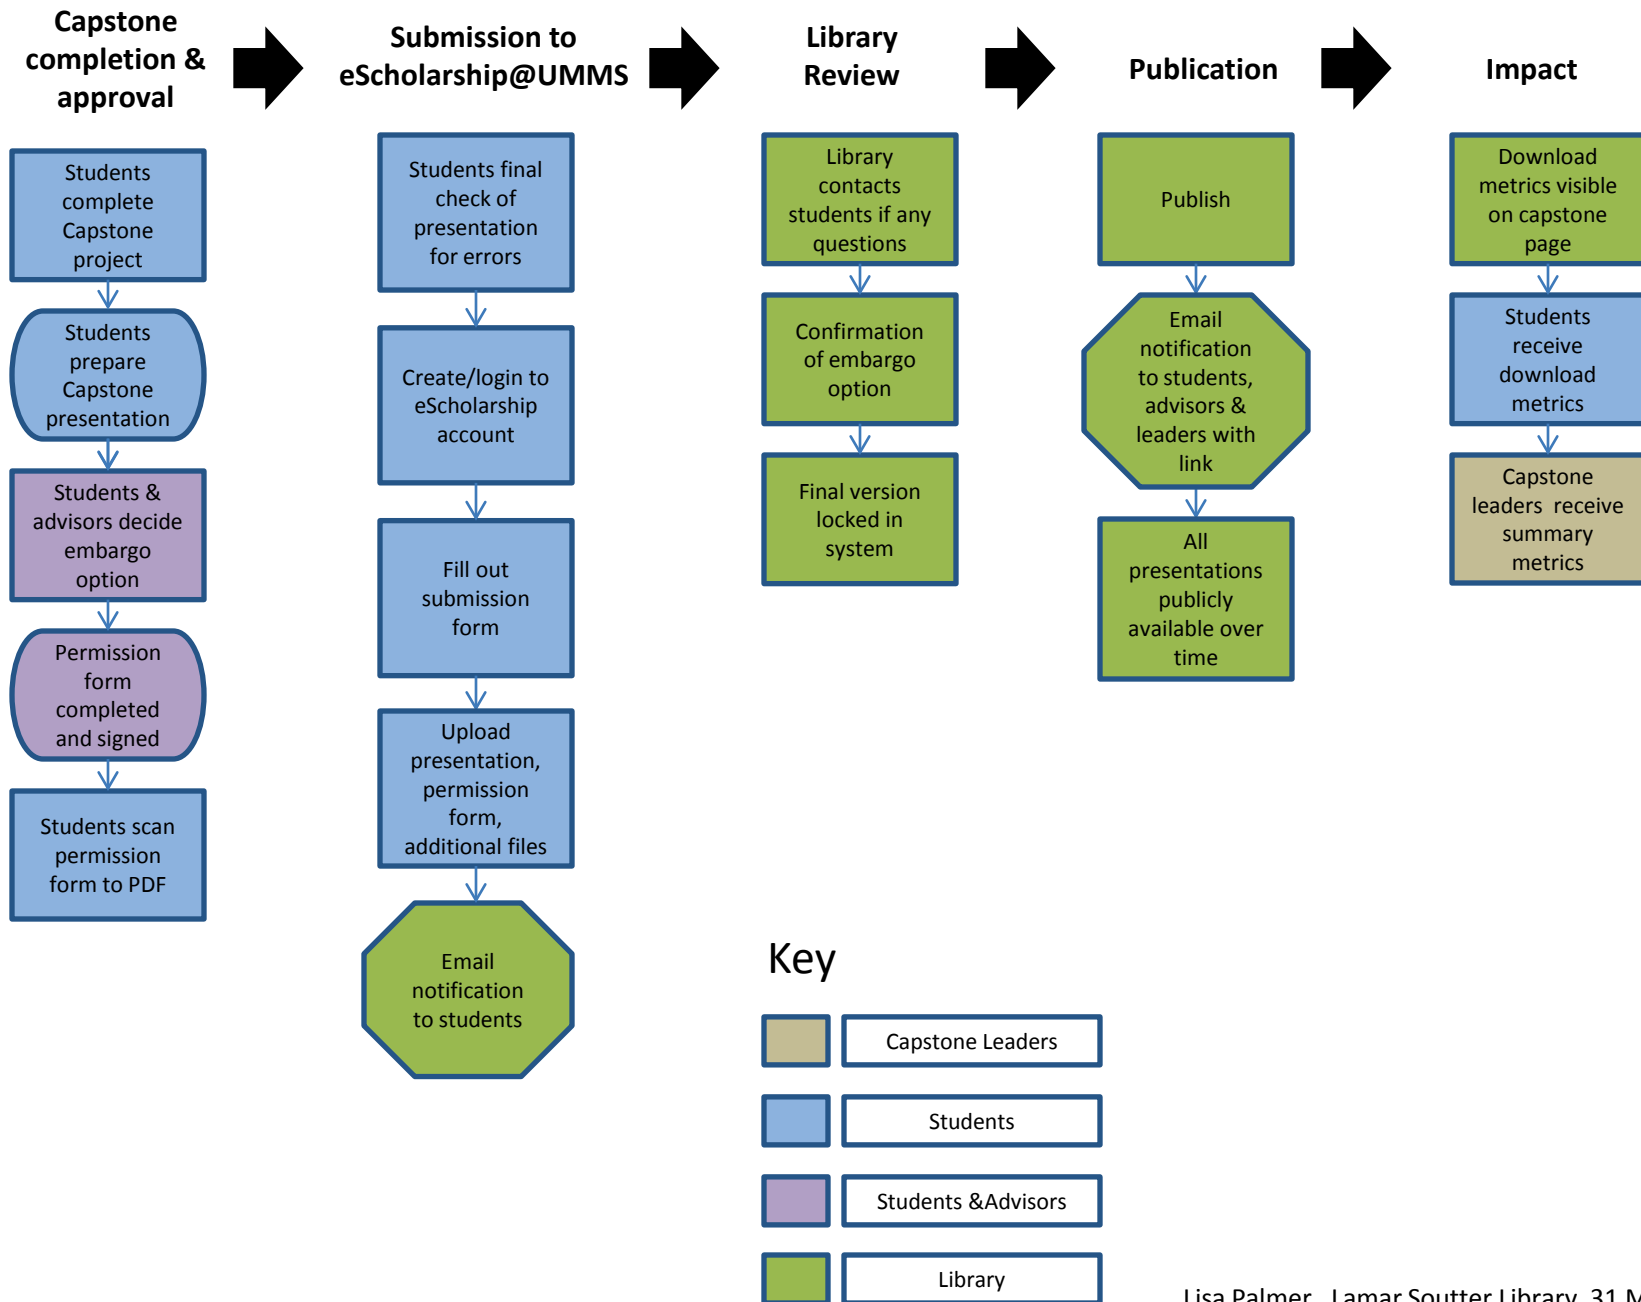 Capstone
completion &
approval
Submission to
eScholarship@UMMS
Library
Review
Publication
Impact
Students
complete
Capstone
project
Students
prepare
Capstone
presentation
Students &
advisors decide
embargo
option
Permission
form
completed
and signed
Students scan
permission
form to PDF
Students final
check of
presentation
for errors
Create/login to
eScholarship
account
Fill out
submission
form
Upload
presentation,
permission
form,
additional files
Email
notification
to students
Library
contacts
students if any
questions
Confirmation
of embargo
option
Final version
locked in
system
Publish
Email
notification
to students,
advisors &
leaders with
link
All
presentations
publicly
available over
time
Download
metrics visible
on capstone
page
Students
receive
download
metrics
Capstone
leaders  receive
summary
metrics
Key
Capstone Leaders
Students
Students &Advisors
Library
Lisa Palmer, Lamar Soutter Library, 31 M